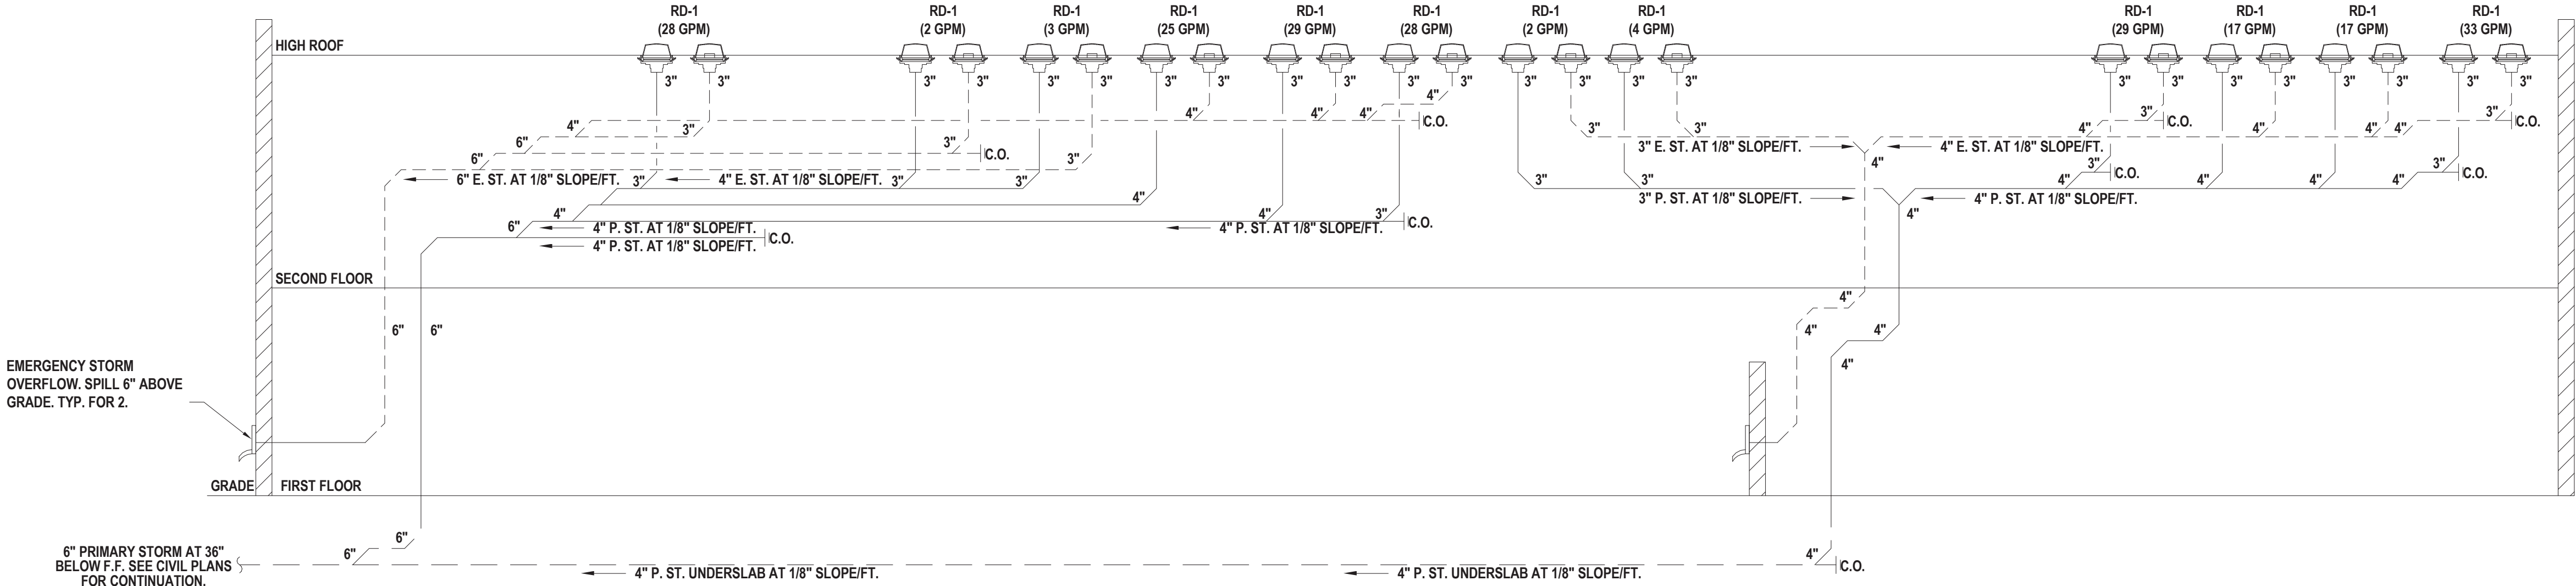 RD-1
(28 GPM)
RD-1
(2 GPM)
RD-1
(3 GPM)
RD-1
(25 GPM)
RD-1
(29 GPM)
RD-1
(28 GPM)
RD-1
(2 GPM)
RD-1
(4 GPM)
RD-1
(29 GPM)
RD-1
(17 GPM)
RD-1
(17 GPM)
RD-1
(33 GPM)
HIGH ROOF
3" 3" 3" 3" 3" 3" 3" 3" 3" 3" 3" 3" 3" 3" 3" 3" 3" 3" 3" 3" 3" 3" 3" 3"
4"
4" 3" 4" 4" 4" C.O. 3" 3" 4" 3" C.O. 4" 4" 4" 3" C.O.
6" 3" C.O. 3" E. ST. AT 1/8" SLOPE/FT. 4" E. ST. AT 1/8" SLOPE/FT.
6" 3" 4" 3" C.O. 3" C.O.
6" E. ST. AT 1/8" SLOPE/FT. 3" 4" E. ST. AT 1/8" SLOPE/FT. 3" 3" 3" 3" 4" 4" 4" 4"
4" 3" P. ST. AT 1/8" SLOPE/FT. 4" P. ST. AT 1/8" SLOPE/FT.
4" 4" 3" C.O. 4"
6" 4" P. ST. AT 1/8" SLOPE/FT. 4" P. ST. AT 1/8" SLOPE/FT.
4" P. ST. AT 1/8" SLOPE/FT. C.O.
SECOND FLOOR
4"
6" 6" 4" 4"
4"
EMERGENCY STORM
OVERFLOW. SPILL 6" ABOVE
GRADE. TYP. FOR 2.
GRADE FIRST FLOOR
6"
6" 4"
6" PRIMARY STORM AT 36"
BELOW F.F. SEE CIVIL PLANS
FOR CONTINUATION.
4" P. ST. UNDERSLAB AT 1/8" SLOPE/FT. 4" P. ST. UNDERSLAB AT 1/8" SLOPE/FT. C.O.